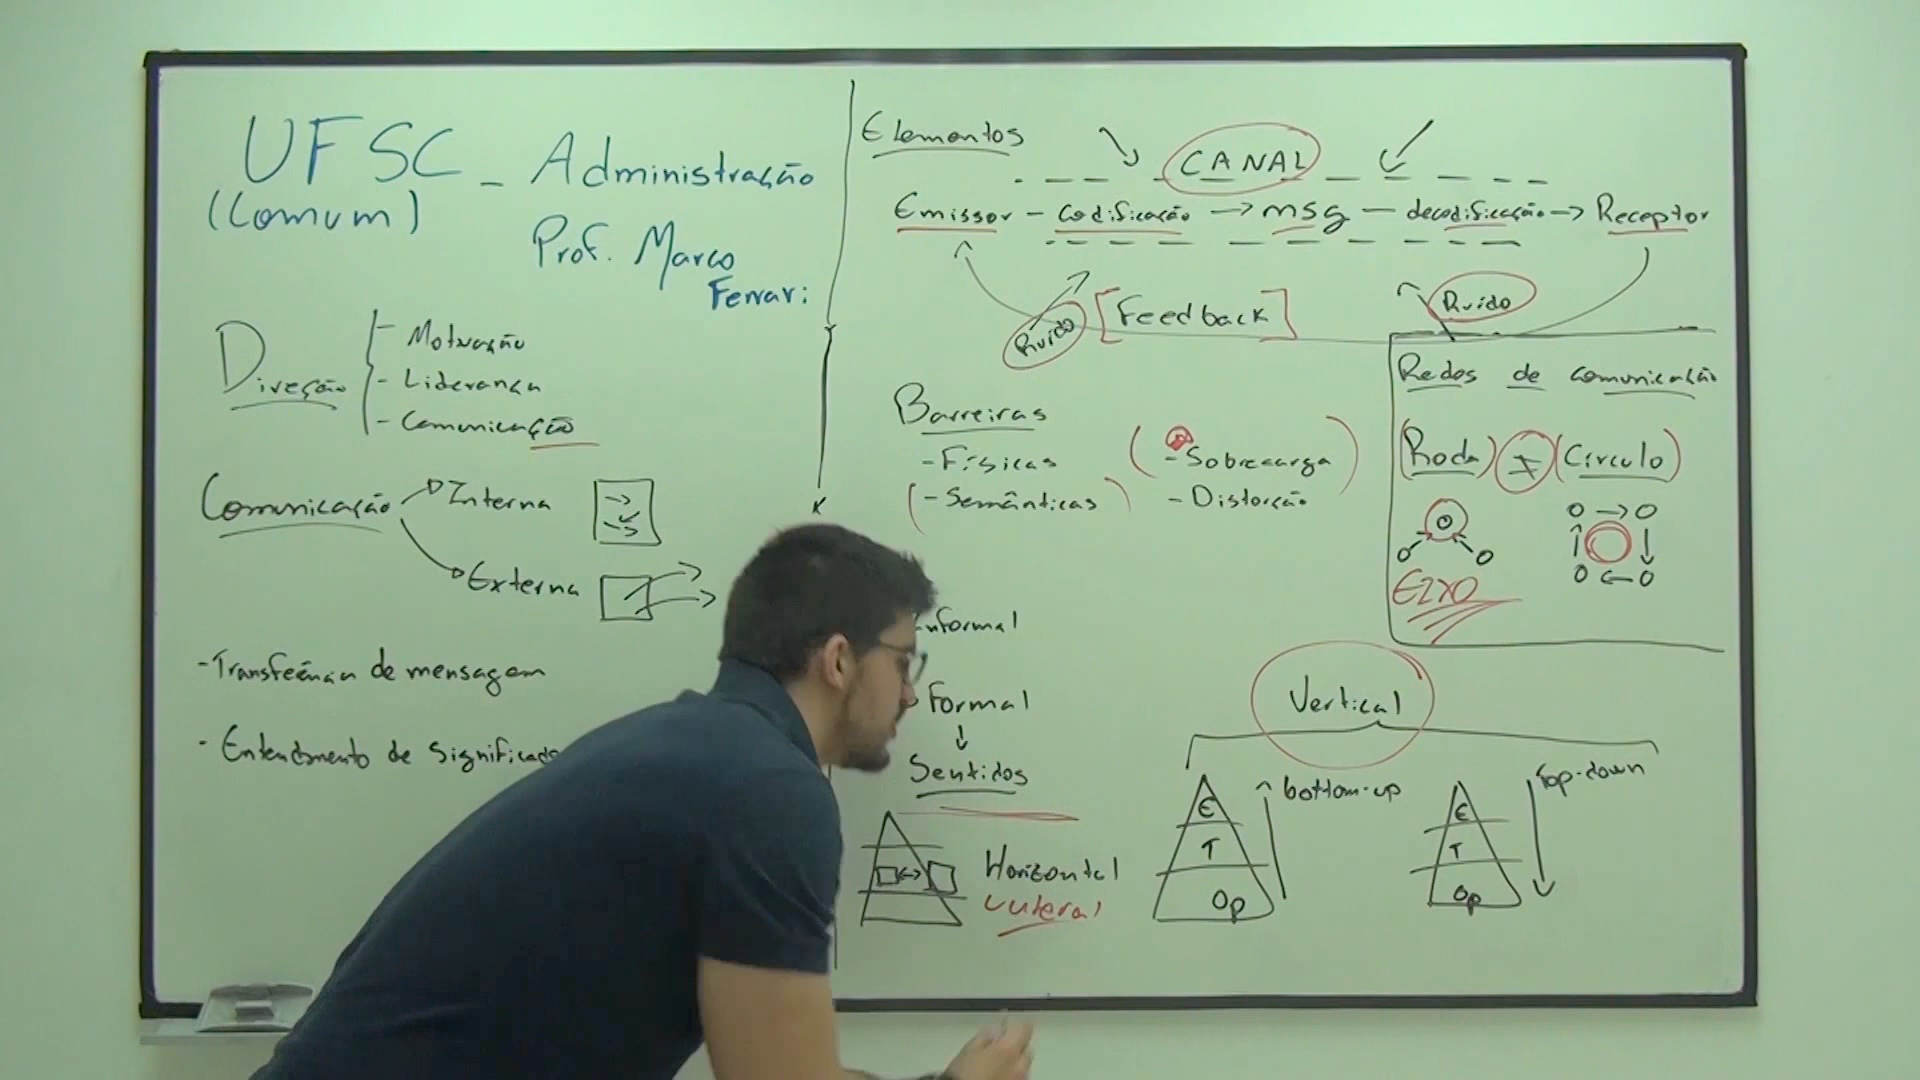 UFSC - Administração
(Comum)
Prof. Marco
Ferrari
Direção
- Motivação
- Liderança
- Comunicação
Comunicação
Interna
Externa
- Transferência de mensagem
- Entendimento de significado
Elementos
CANAL
Emissor - Codificação → msg - decodificação → Receptor
Ruído
[Feedback]
Ruído
Barreiras
- Físicas
(- Semânticas)
(- Sobrecarga)
- Distorção
Redes de comunicação
(Roda) ≠ (Círculo)
nformal
Formal
↓
Sentidos
Horizontal
Lateral
Vertical
E
T
Op
bottom-up
E
T
Op
Top-down